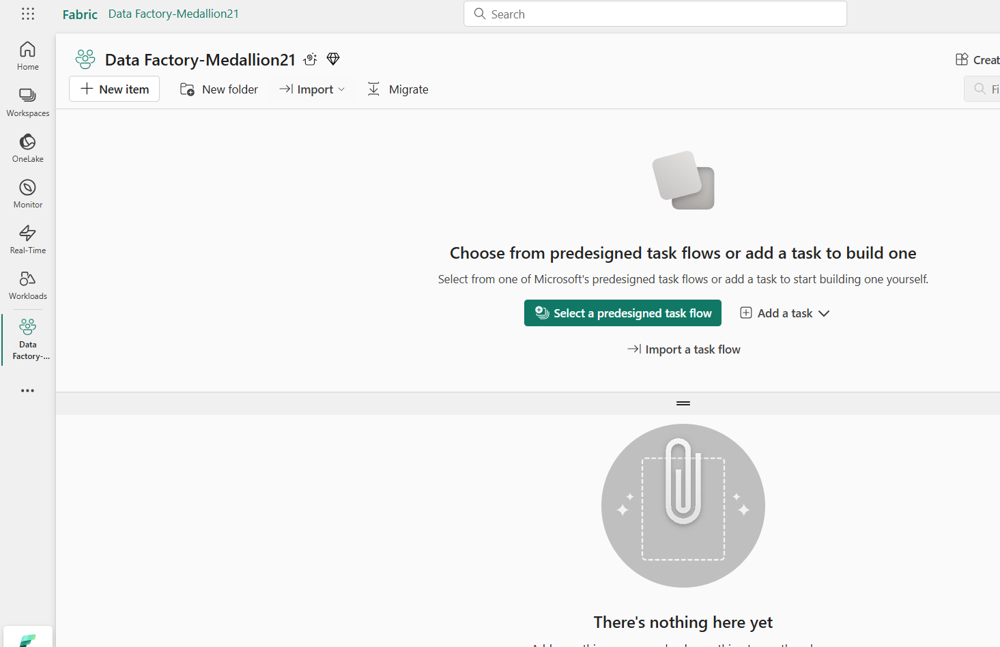 Fabric Data Factory-Medallion21
Search
Home
Workspaces
OneLake
Monitor
Real-Time
Workloads
Data
Factory-...
Data Factory-Medallion21
Creat
New item
New folder
Import
Migrate
Fi
Choose from predesigned task flows or add a task to build one
Select from one of Microsoft's predesigned task flows or add a task to start building one yourself.
Select a predesigned task flow
Add a task
Import a task flow
There's nothing here yet